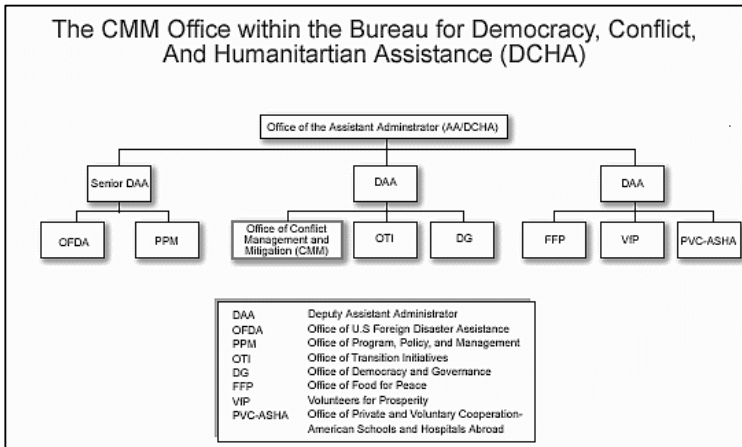 The CMM Office within the Bureau for Democracy, Conflict,
And Humanitartian Assistance (DCHA)
Office of the Assistant Adminstrator (AA/DCHA)
Senior DAA
DAA
DAA
OFDA
PPM
Office of Conflict
Management and
Mitigation (CMM)
OTI
DG
FFP
VfP
PVC-ASHA
DAA Deputy Assistant Administrator
OFDA Office of U.S Foreign Disaster Assistance
PPM Office of Program, Policy, and Management
OTI Office of Transition Initiatives
DG Office of Democracy and Governance
FFP Office of Food for Peace
VfP Volunteers for Prosperity
PVC-ASHA Office of Private and Voluntary Cooperation-
American Schools and Hospitals Abroad